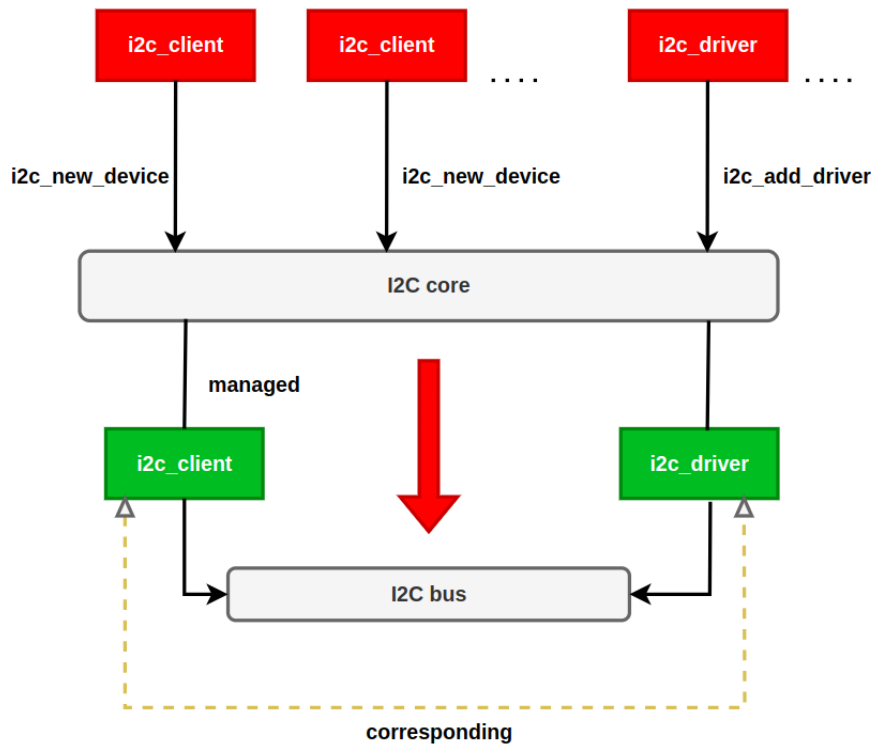 i2c_client
i2c_client
i2c_driver
. . . .
. . . .
i2c_new_device
i2c_new_device
i2c_add_driver
I2C core
managed
i2c_client
i2c_driver
I2C bus
corresponding